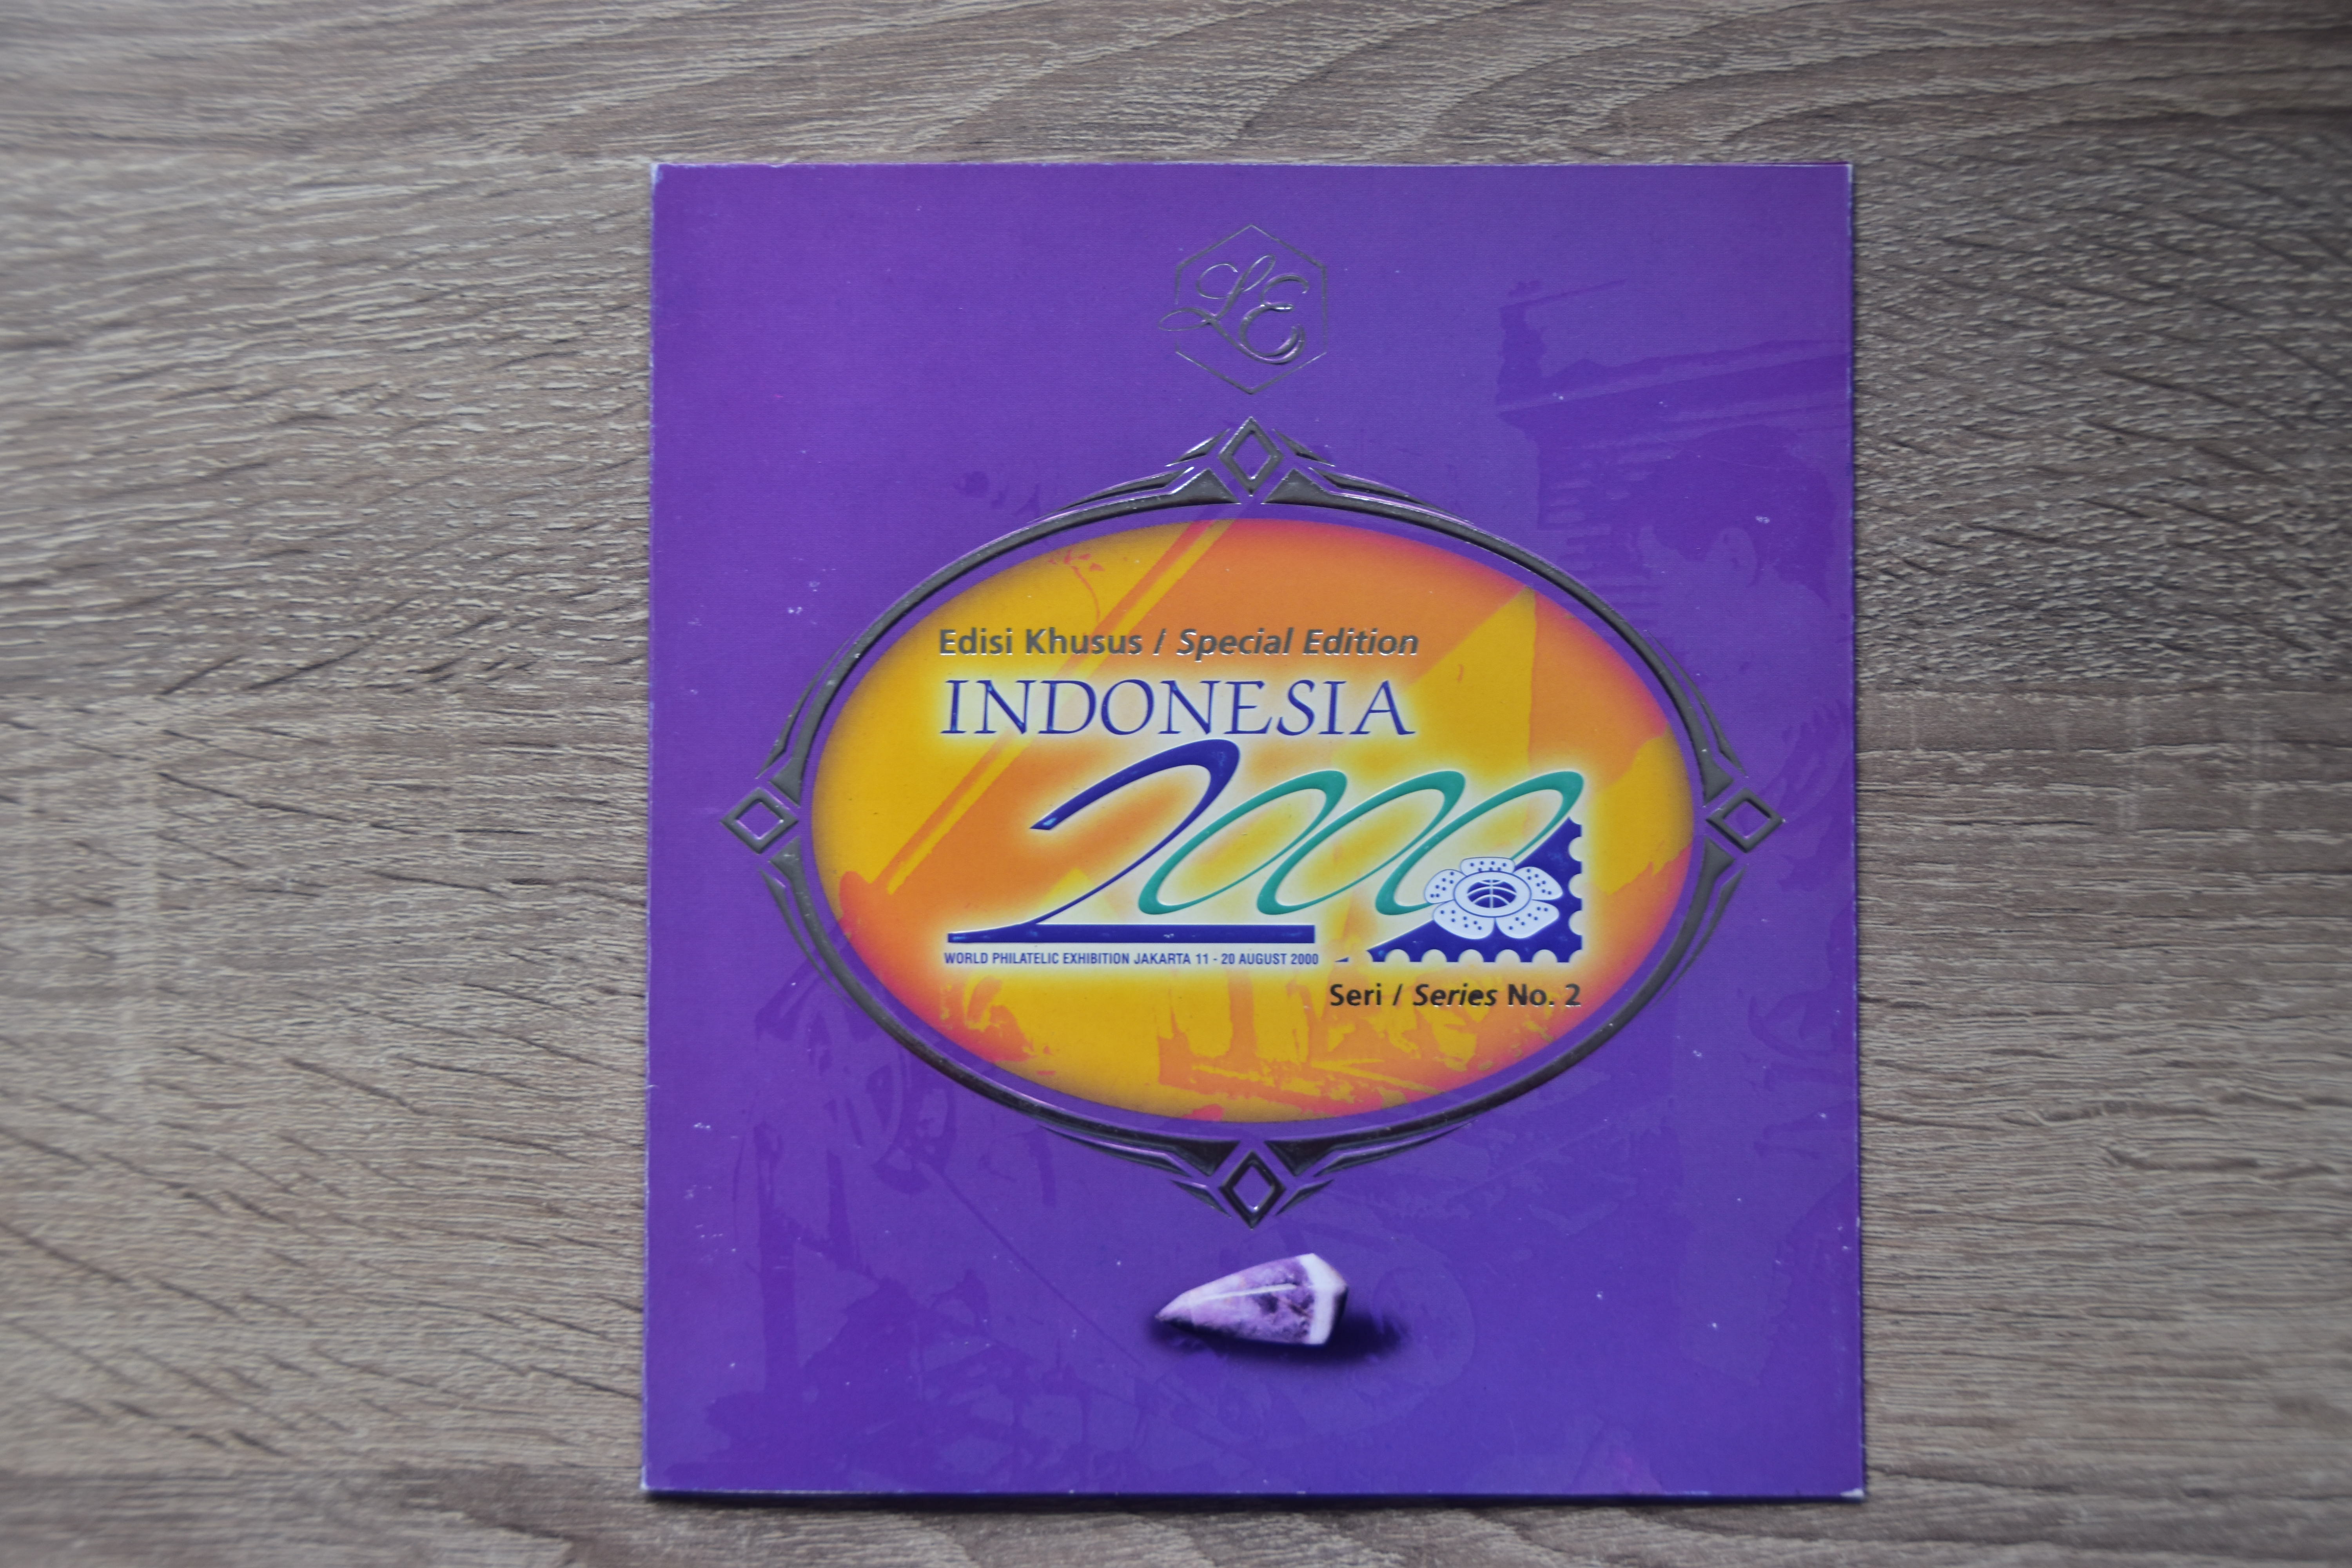 LE
Edisi Khusus / Special Edition
INDONESIA
2000
WORLD PHILATELIC EXHIBITION JAKARTA 11 - 20 AUGUST 2000
Seri / Series No. 2